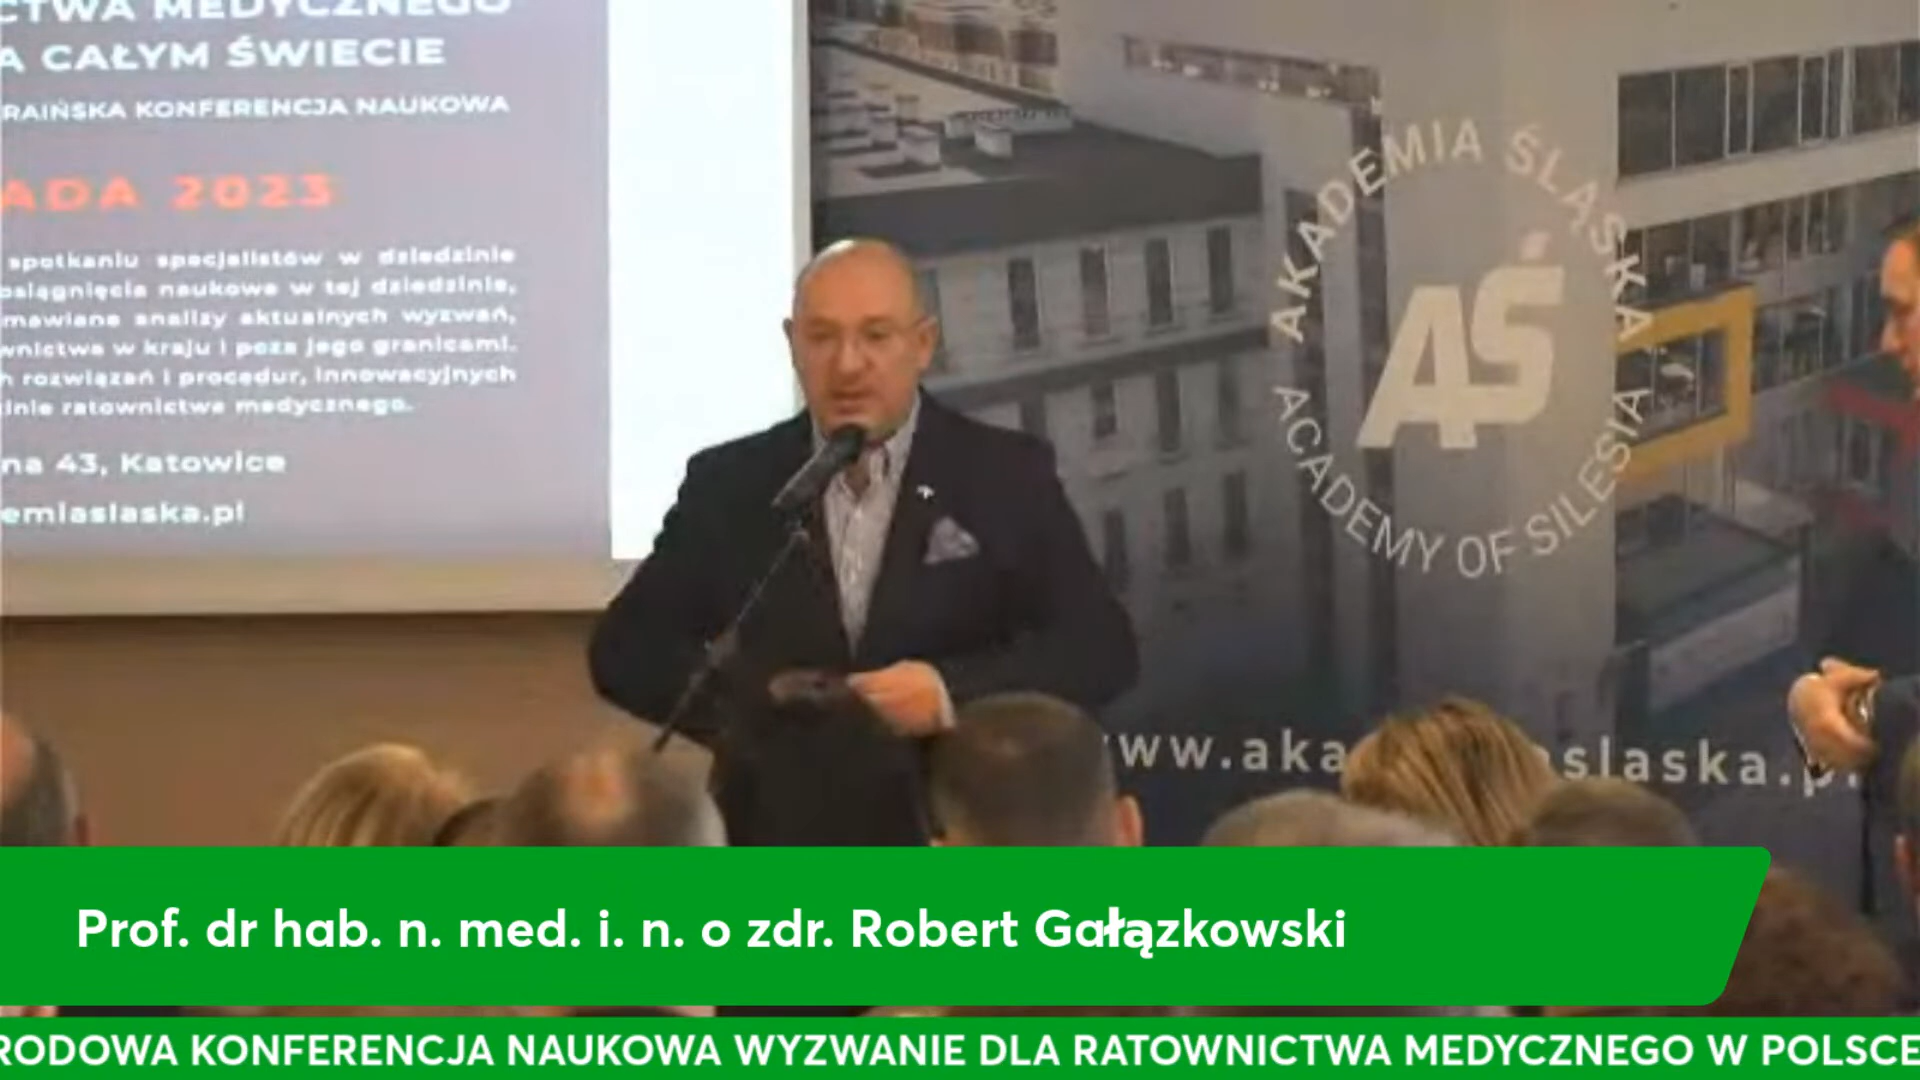 CTWA MEDYCZNEGO
A CAŁYM ŚWIECIE
RAIŃSKA KONFERENCJA NAUKOWA
ADA 2023
spotkaniu specjalistów w dziedzinie
osiągnięcia naukowe w tej dziedzinie,
mawiane analizy aktualnych wyzwań,
wnictwa w kraju i poza jego granicami.
h rozwiązań i procedur, innowacyjnych
inie ratownictwa medycznego.
na 43, Katowice
emiaslaska.pl
AKADEMIA ŚLĄSKA
AŚ
ACADEMY OF SILESIA
www.aka slaska.pl
Prof. dr hab. n. med. i. n. o zdr. Robert Gałązkowski
RODOWA KONFERENCJA NAUKOWA WYZWANIE DLA RATOWNICTWA MEDYCZNEGO W POLSCE